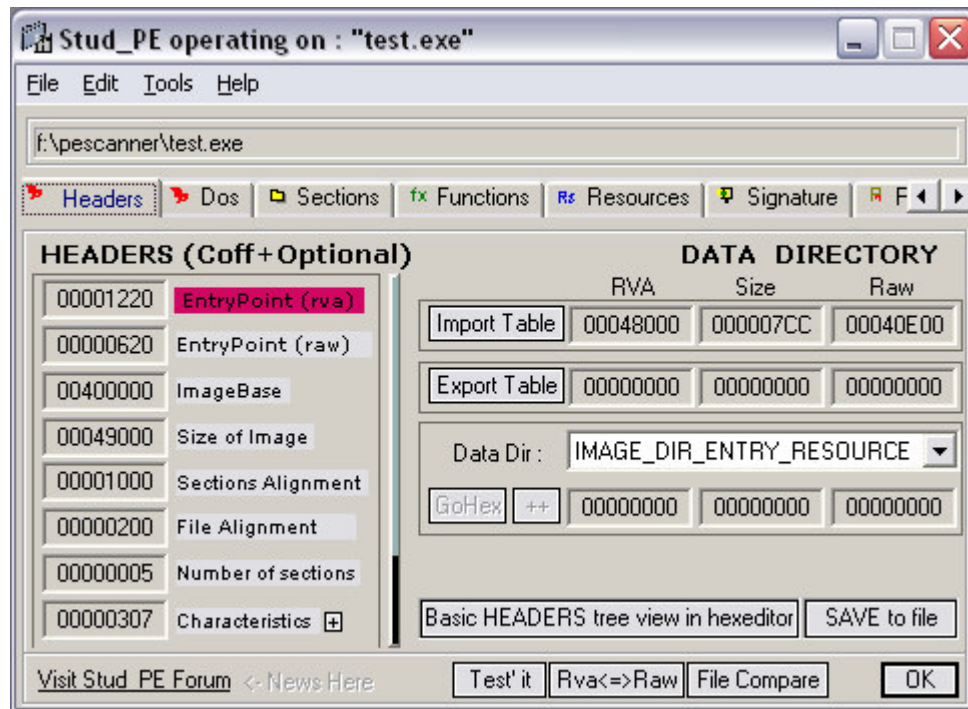 Stud_PE operating on : "test.exe"
File Edit Tools Help
f:\pescanner\test.exe
Headers Dos Sections fx Functions Rs Resources Signature F
HEADERS (Coff+Optional)
00001220 EntryPoint (rva)
00000620 EntryPoint (raw)
00400000 ImageBase
00049000 Size of Image
00001000 Sections Alignment
00000200 File Alignment
00000005 Number of sections
00000307 Characteristics +
DATA DIRECTORY
RVA Size Raw
Import Table 00048000 000007CC 00040E00
Export Table 00000000 00000000 00000000
Data Dir : IMAGE_DIR_ENTRY_RESOURCE
GoHex ++ 00000000 00000000 00000000
Basic HEADERS tree view in hexeditor SAVE to file
Visit Stud PE Forum <- News Here Test' it Rva<=>Raw File Compare OK